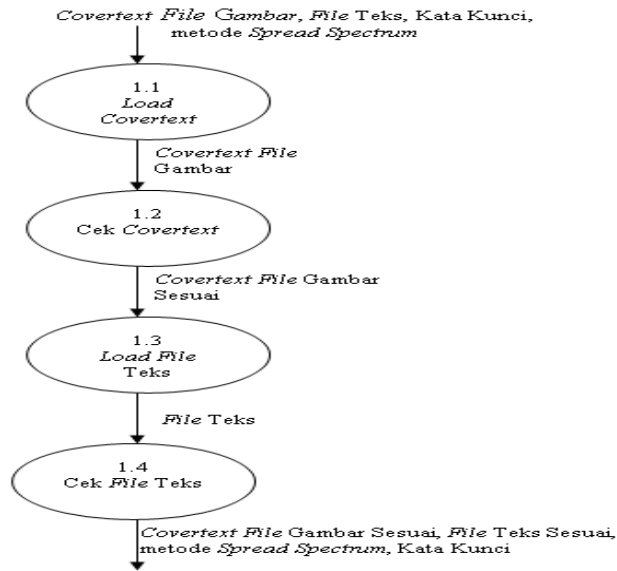 Covertext File Gambar, File Teks, Kata Kunci,
metode Spread Spectrum
1.1
Load
Covertext
Covertext File
Gambar
1.2
Cek Covertext
Covertext File Gambar
Sesuai
1.3
Load File
Teks
File Teks
1.4
Cek File Teks
Covertext File Gambar Sesuai, File Teks Sesuai,
metode Spread Spectrum, Kata Kunci